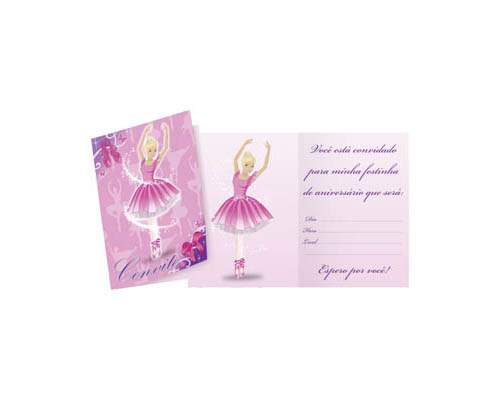 Convite
Você está convidado
para minha festinha
de aniversário que será:
Dia
Hora
Local
Espero por você!